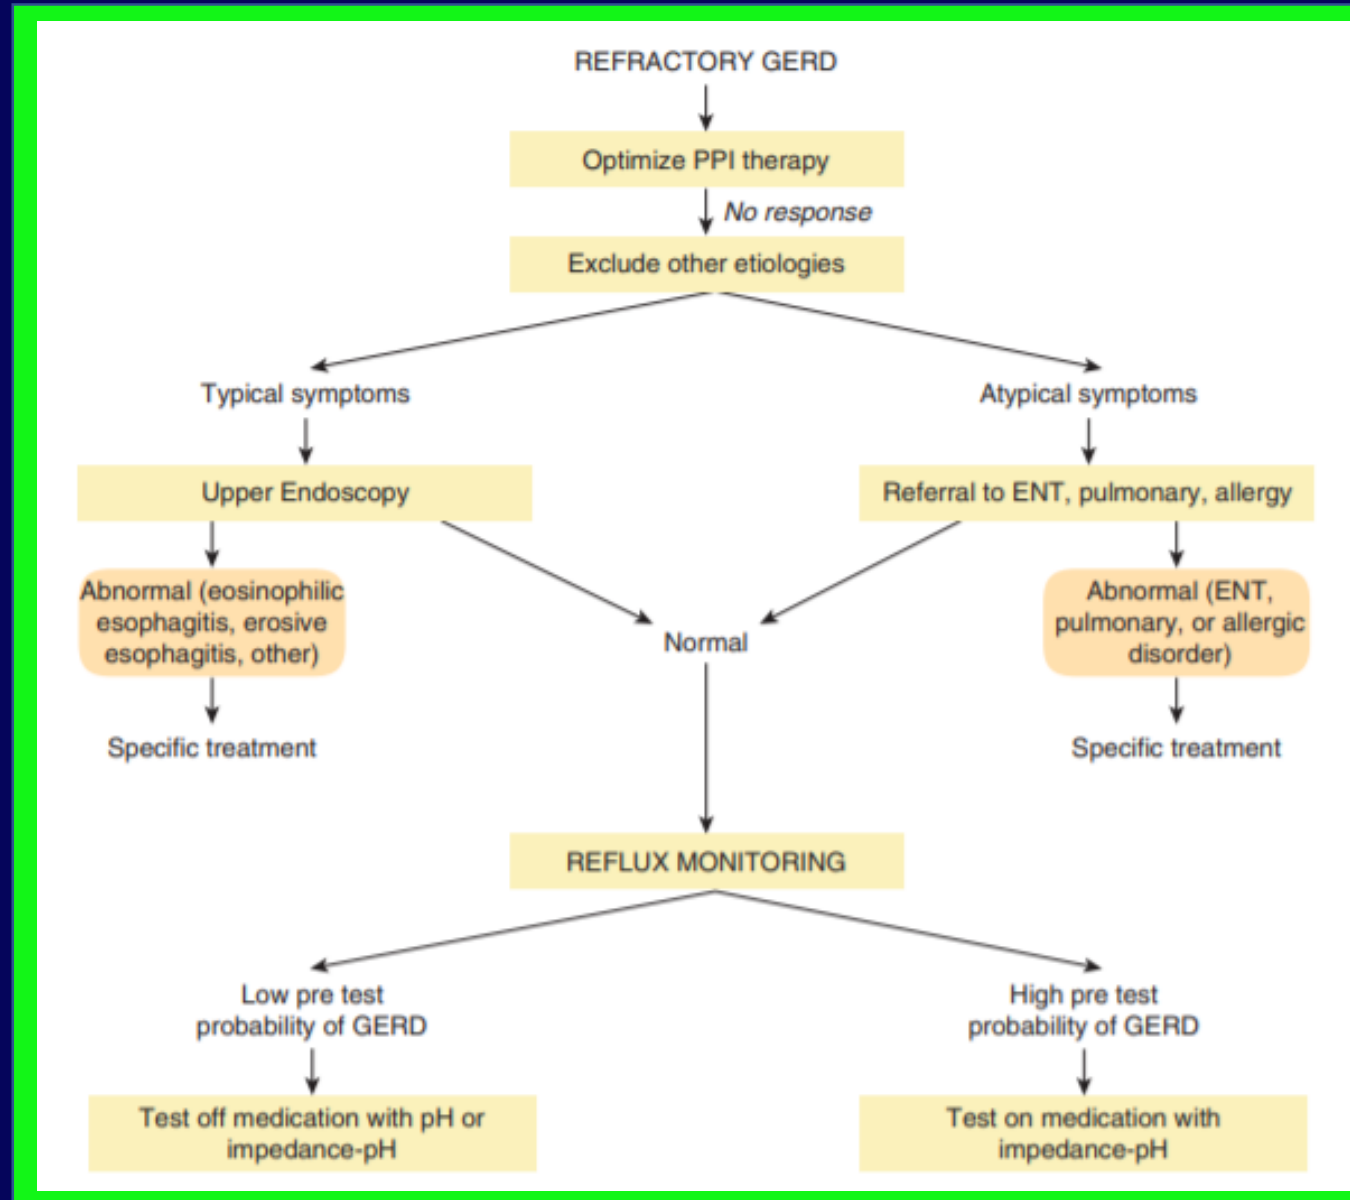 REFRACTORY GERD
Optimize PPI therapy
No response
Exclude other etiologies
Typical symptoms
Atypical symptoms
Upper Endoscopy
Referral to ENT, pulmonary, allergy
Abnormal (eosinophilic
esophagitis, erosive
esophagitis, other)
Abnormal (ENT,
pulmonary, or allergic
disorder)
Normal
Specific treatment
Specific treatment
REFLUX MONITORING
Low pre test
probability of GERD
High pre test
probability of GERD
Test off medication with pH or
impedance-pH
Test on medication with
impedance-pH